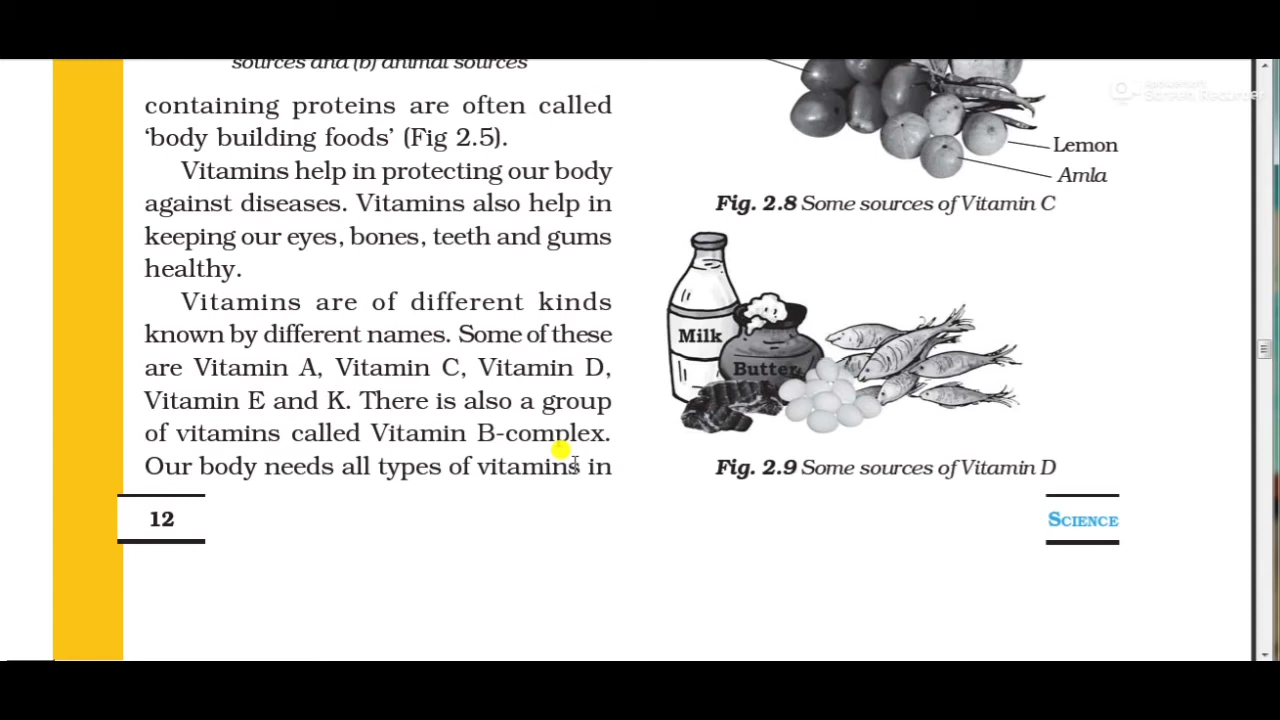 sources and (b) animal sources
containing proteins are often called
‘body building foods’ (Fig 2.5).
Vitamins help in protecting our body
against diseases. Vitamins also help in
keeping our eyes, bones, teeth and gums
healthy.
Vitamins are of different kinds
known by different names. Some of these
are Vitamin A, Vitamin C, Vitamin D,
Vitamin E and K. There is also a group
of vitamins called Vitamin B-complex.
Our body needs all types of vitamins in
12
Lemon
Amla
Fig. 2.8 Some sources of Vitamin C
Milk
Butter
Fig. 2.9 Some sources of Vitamin D
SCIENCE
Screen Recorder